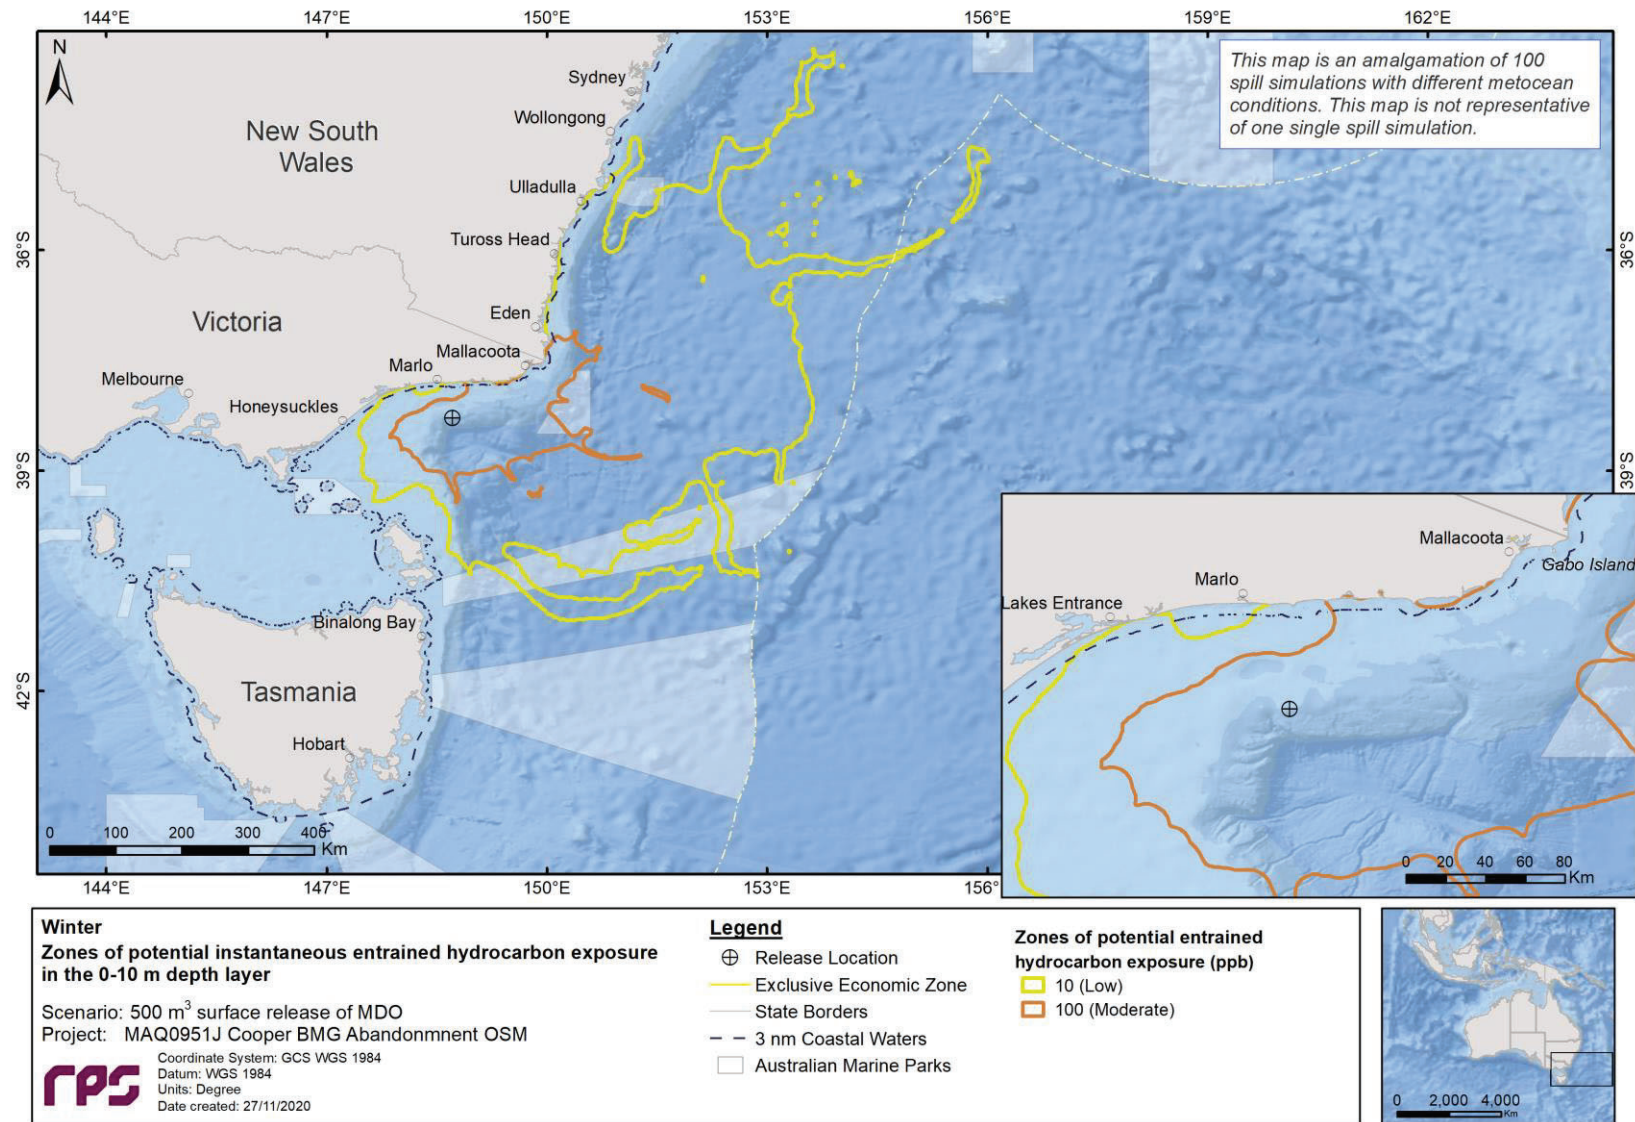 144°E 147°E 150°E 153°E 156°E 159°E 162°E
N
This map is an amalgamation of 100
spill simulations with different metocean
conditions. This map is not representative
of one single spill simulation.
Sydney
New South
Wales
Wollongong
Ulladulla
Tuross Head
36°S
36°S
Eden
Victoria
Mallacoota
Marlo
Melbourne
Honeysuckles
39°S
39°S
Mallacoota
Gabo Island
Marlo
Lakes Entrance
Binalong Bay
Tasmania
42°S
Hobart
0 100 200 300 400
Km
0 20 40 60 80
Km
144°E 147°E 150°E 153°E 156°E
Winter
Zones of potential instantaneous entrained hydrocarbon exposure
in the 0-10 m depth layer
Scenario: 500 m³ surface release of MDO
Project: MAQ0951J Cooper BMG Abandonmnent OSM
rps
Coordinate System: GCS WGS 1984
Datum: WGS 1984
Units: Degree
Date created: 27/11/2020
Legend
Release Location
Exclusive Economic Zone
State Borders
3 nm Coastal Waters
Australian Marine Parks
Zones of potential entrained
hydrocarbon exposure (ppb)
10 (Low)
100 (Moderate)
0 2,000 4,000
Km